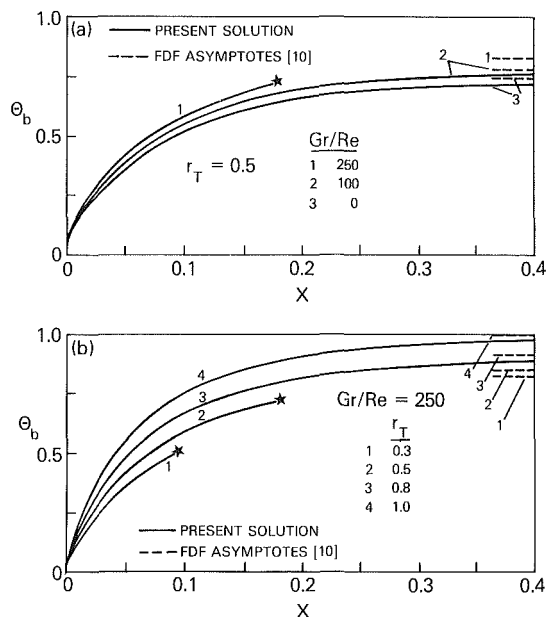 (a)
PRESENT SOLUTION
FDF ASYMPTOTES [10]
1.0
Θb
0.5
0
1
2
1
3
r_T = 0.5
Gr/Re
1 250
2 100
3 0
0 0.1 0.2 0.3 0.4
X
(b)
1.0
Θb
0.5
0
4
3
2
1
4
3
2
1
Gr/Re = 250
r_T
1 0.3
2 0.5
3 0.8
4 1.0
PRESENT SOLUTION
FDF ASYMPTOTES [10]
0 0.1 0.2 0.3 0.4
X